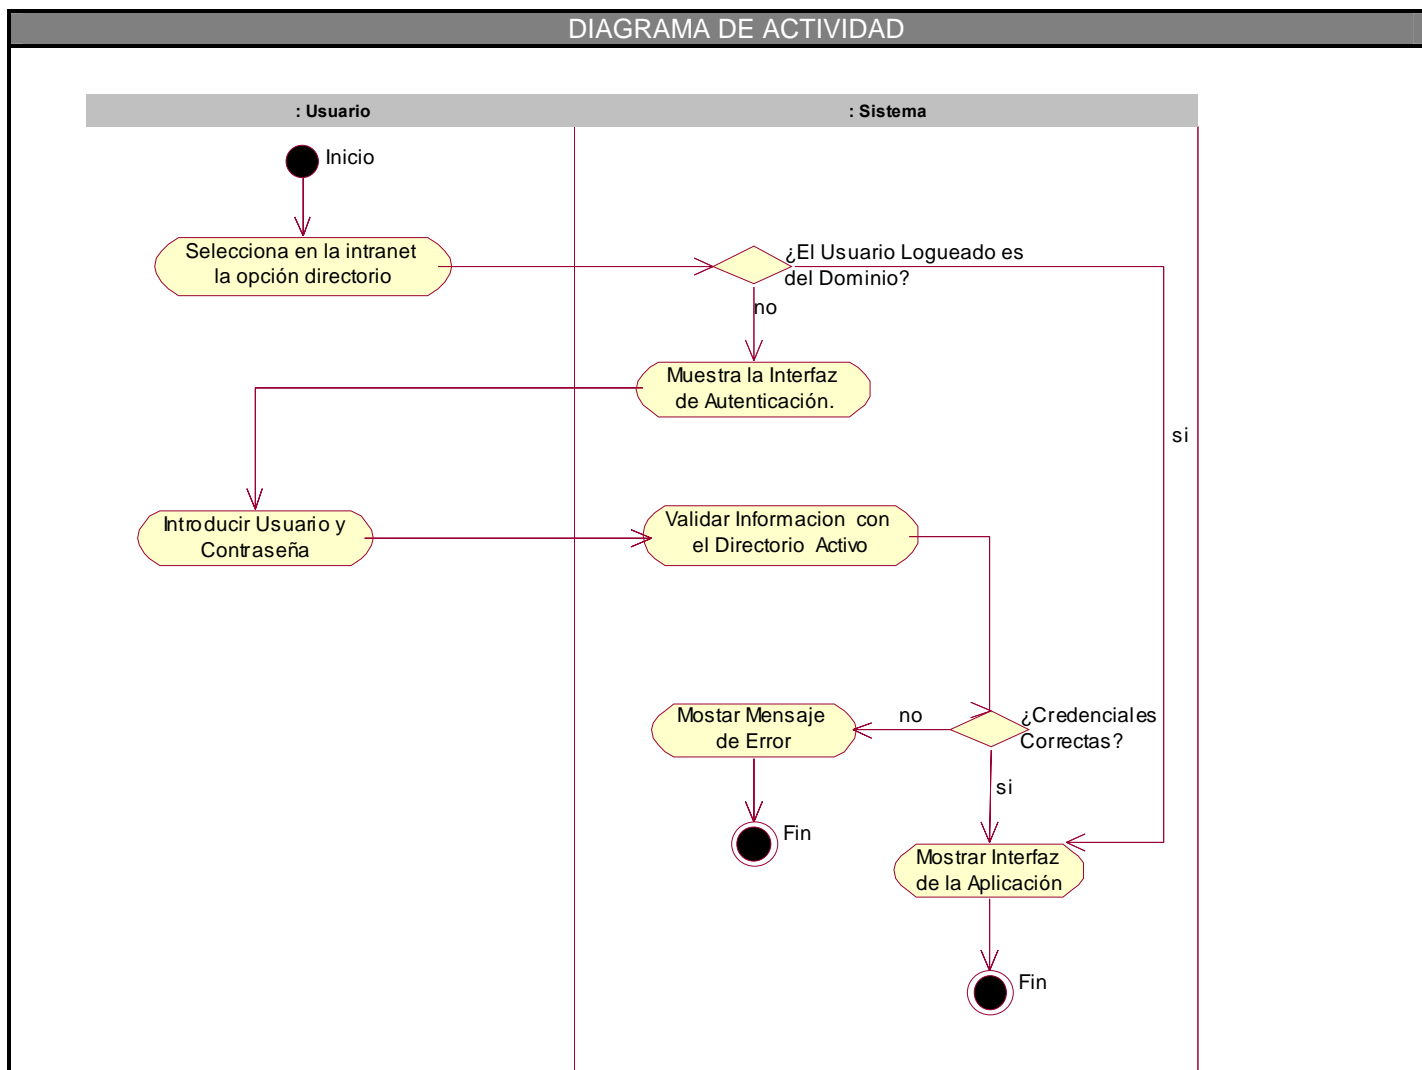 DIAGRAMA DE ACTIVIDAD
: Usuario
: Sistema
Inicio
Selecciona en la intranet
la opción directorio
¿El Usuario Logueado es
del Dominio?
no
Muestra la Interfaz
de Autenticación.
si
Introducir Usuario y
Contraseña
Validar Informacion con
el Directorio Activo
Mostar Mensaje
de Error
no
¿Credenciales
Correctas?
si
Fin
Mostrar Interfaz
de la Aplicación
Fin